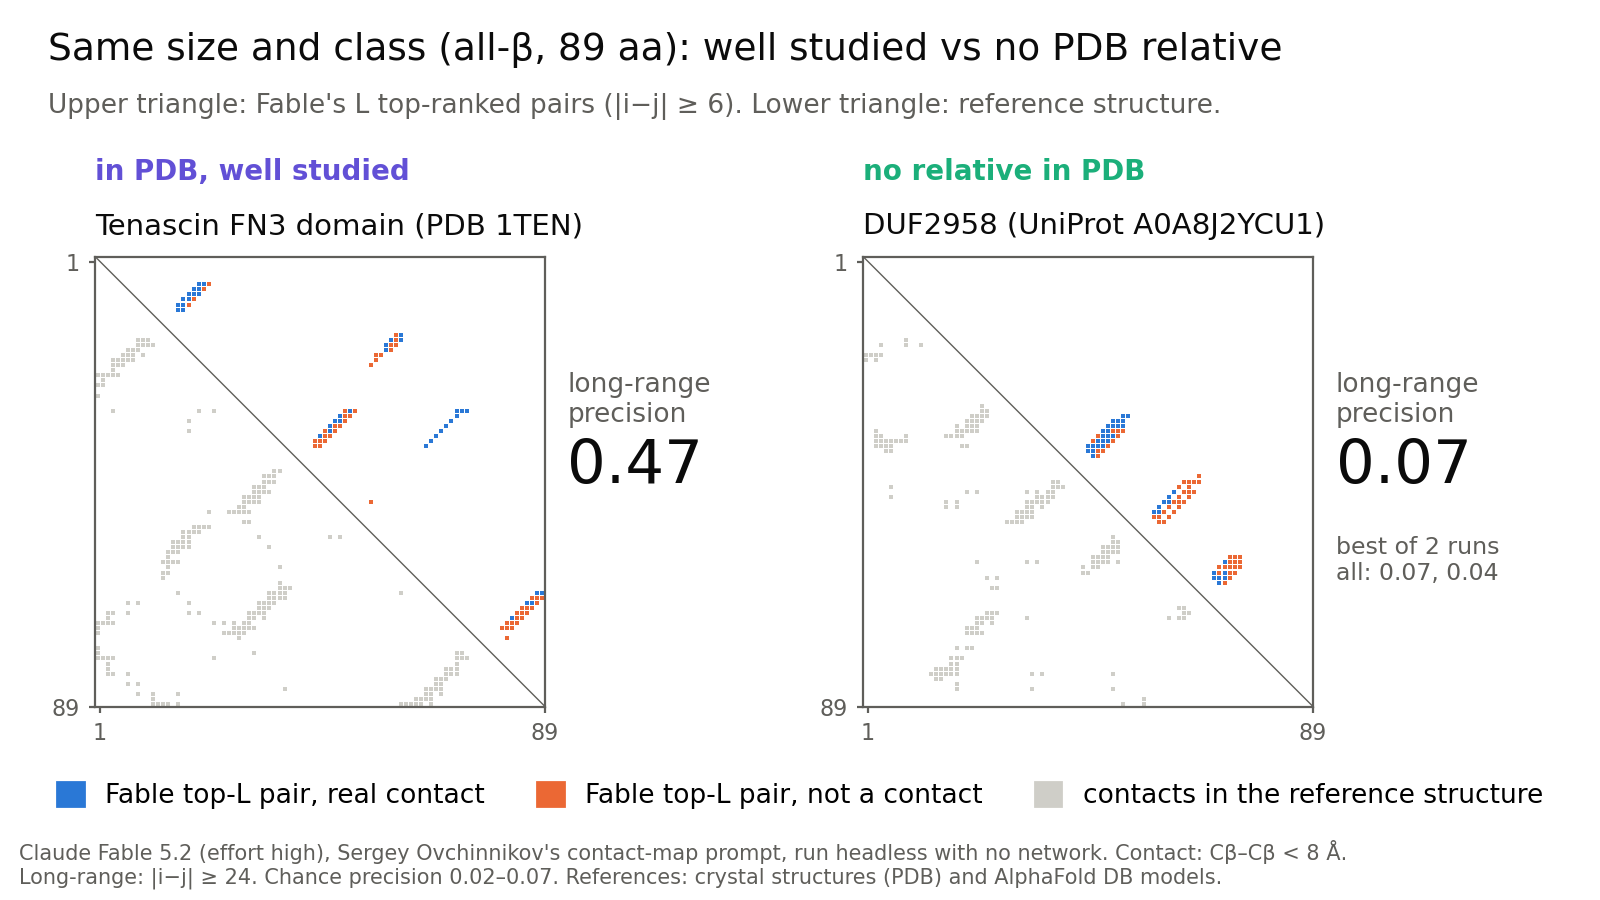 Same size and class (all-β, 89 aa): well studied vs no PDB relative
Upper triangle: Fable's L top-ranked pairs (|i−j| ≥ 6). Lower triangle: reference structure.
in PDB, well studied
Tenascin FN3 domain (PDB 1TEN)
1
89
1
89
long-range
precision
0.47
no relative in PDB
DUF2958 (UniProt A0A8J2YCU1)
1
89
1
89
long-range
precision
0.07
best of 2 runs
all: 0.07, 0.04
Fable top-L pair, real contact
Fable top-L pair, not a contact
contacts in the reference structure
Claude Fable 5.2 (effort high), Sergey Ovchinnikov's contact-map prompt, run headless with no network. Contact: Cβ–Cβ < 8 Å.
Long-range: |i−j| ≥ 24. Chance precision 0.02–0.07. References: crystal structures (PDB) and AlphaFold DB models.